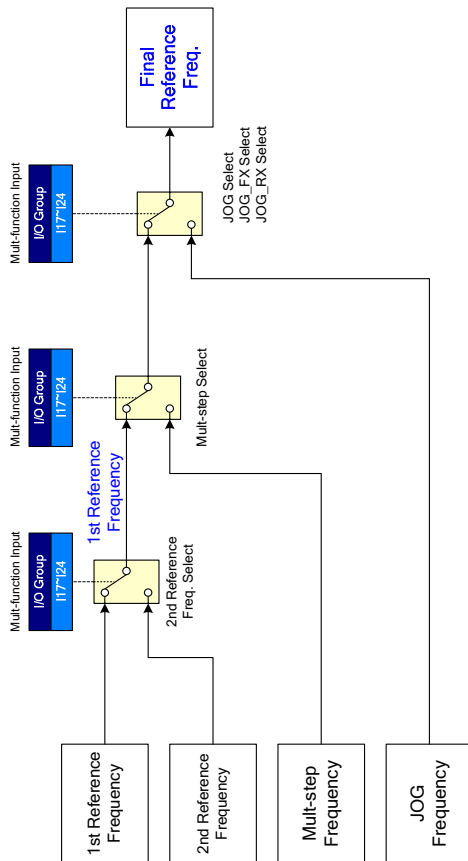 Mult-function Input
I/O Group
I17~I24
Mult-function Input
I/O Group
I17~I24
Mult-function Input
I/O Group
I17~I24
1st Reference
Frequency
2nd Reference
Frequency
Mult-step
Frequency
JOG
Frequency
2nd Reference
Freq. Select
1st Reference
Frequency
Mult-step Select
JOG Select
JOG_FX Select
JOG_RX Select
Final
Reference
Freq.